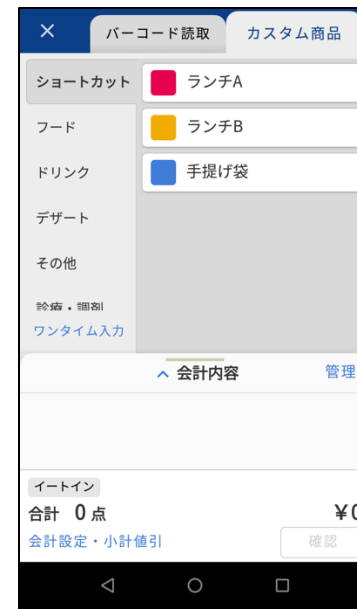 × バーコード読取 カスタム商品
ショートカット ランチA
フード ランチB
ドリンク 手提げ袋
デザート
その他
診療・調剤
ワンタイム入力
会計内容 管理
イートイン
合計 0点 ¥0
会計設定・小計値引 確認